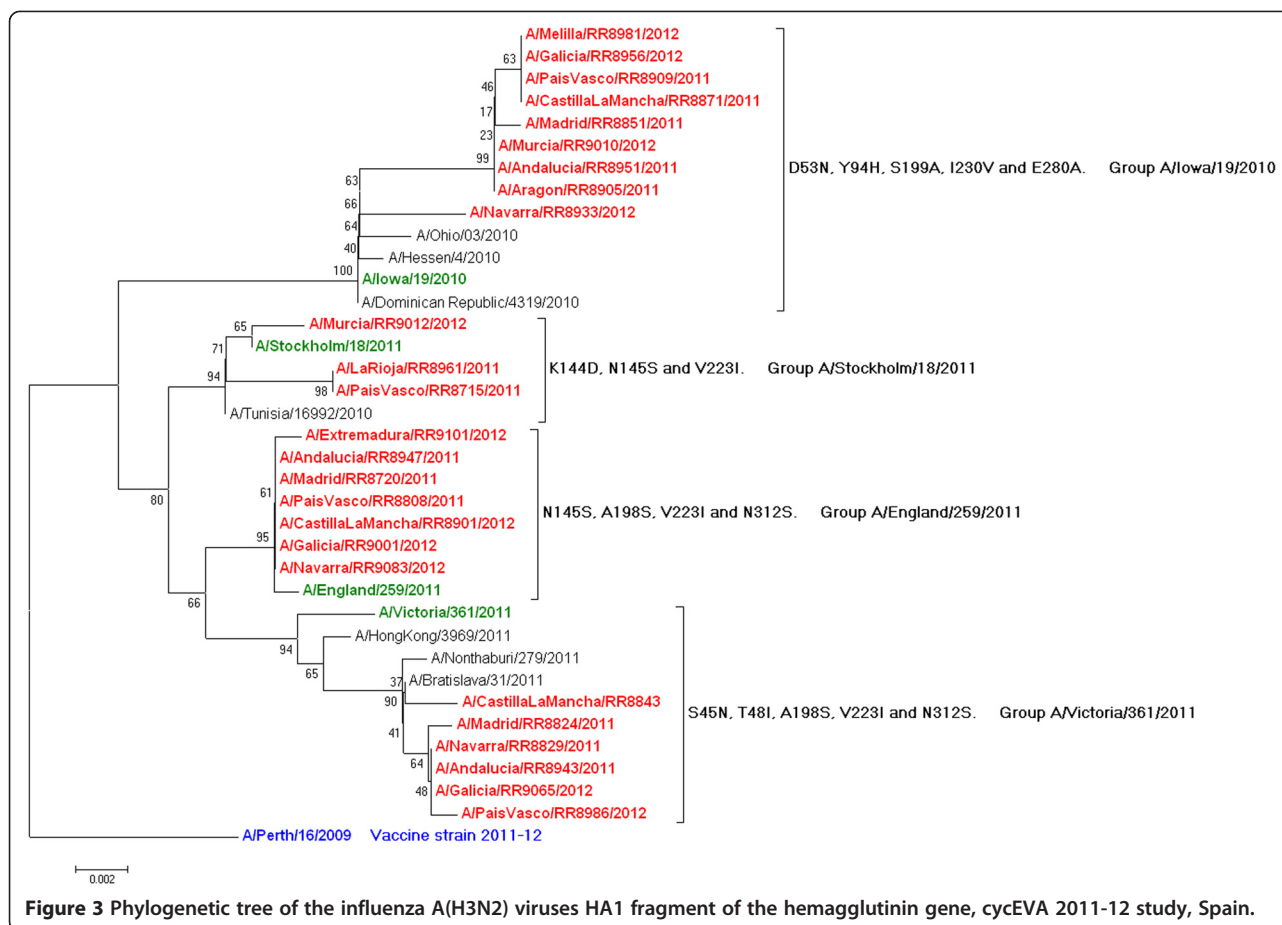 A/Melilla/RR8981/2012
63
A/Galicia/RR8956/2012
46
A/PaisVasco/RR8909/2011
A/CastillaLaMancha/RR8871/2011
17
A/Madrid/RR8851/2011
23
A/Murcia/RR9010/2012
99
A/Andalucia/RR8951/2011
D53N, Y94H, S199A, I230V and E280A. Group A/Iowa/19/2010
63
A/Aragon/RR8905/2011
66
A/Navarra/RR8933/2012
64
A/Ohio/03/2010
40
A/Hessen/4/2010
100
A/Iowa/19/2010
A/Dominican Republic/4319/2010
65
A/Murcia/RR9012/2012
71
A/Stockholm/18/2011
94
A/LaRioja/RR8961/2011
K144D, N145S and V223I. Group A/Stockholm/18/2011
98
A/PaisVasco/RR8715/2011
A/Tunisia/16992/2010
A/Extremadura/RR9101/2012
A/Andalucia/RR8947/2011
A/Madrid/RR8720/2011
80
61
A/PaisVasco/RR8808/2011
N145S, A198S, V223I and N312S. Group A/England/259/2011
A/CastillaLaMancha/RR8901/2012
95
A/Galicia/RR9001/2012
A/Navarra/RR9083/2012
A/England/259/2011
66
A/Victoria/361/2011
A/HongKong/3969/2011
94
65
A/Nonthaburi/279/2011
37
A/Bratislava/31/2011
90
A/CastillaLaMancha/RR8843
S45N, T48I, A198S, V223I and N312S. Group A/Victoria/361/2011
A/Madrid/RR8824/2011
41
A/Navarra/RR8829/2011
64
A/Andalucia/RR8943/2011
48
A/Galicia/RR9065/2012
A/PaisVasco/RR8986/2012
A/Perth/16/2009 Vaccine strain 2011-12
0.002
Figure 3 Phylogenetic tree of the influenza A(H3N2) viruses HA1 fragment of the hemagglutinin gene, cycEVA 2011-12 study, Spain.